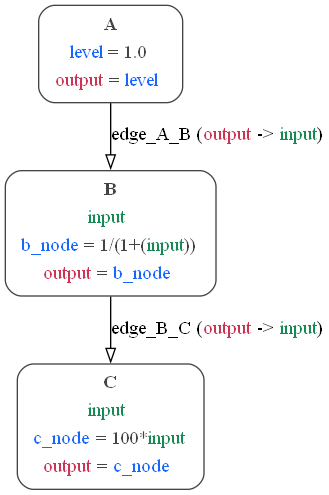 A
level = 1.0
output = level
edge_A_B (output -> input)
B
input
b_node = 1/(1+(input))
output = b_node
edge_B_C (output -> input)
C
input
c_node = 100*input
output = c_node